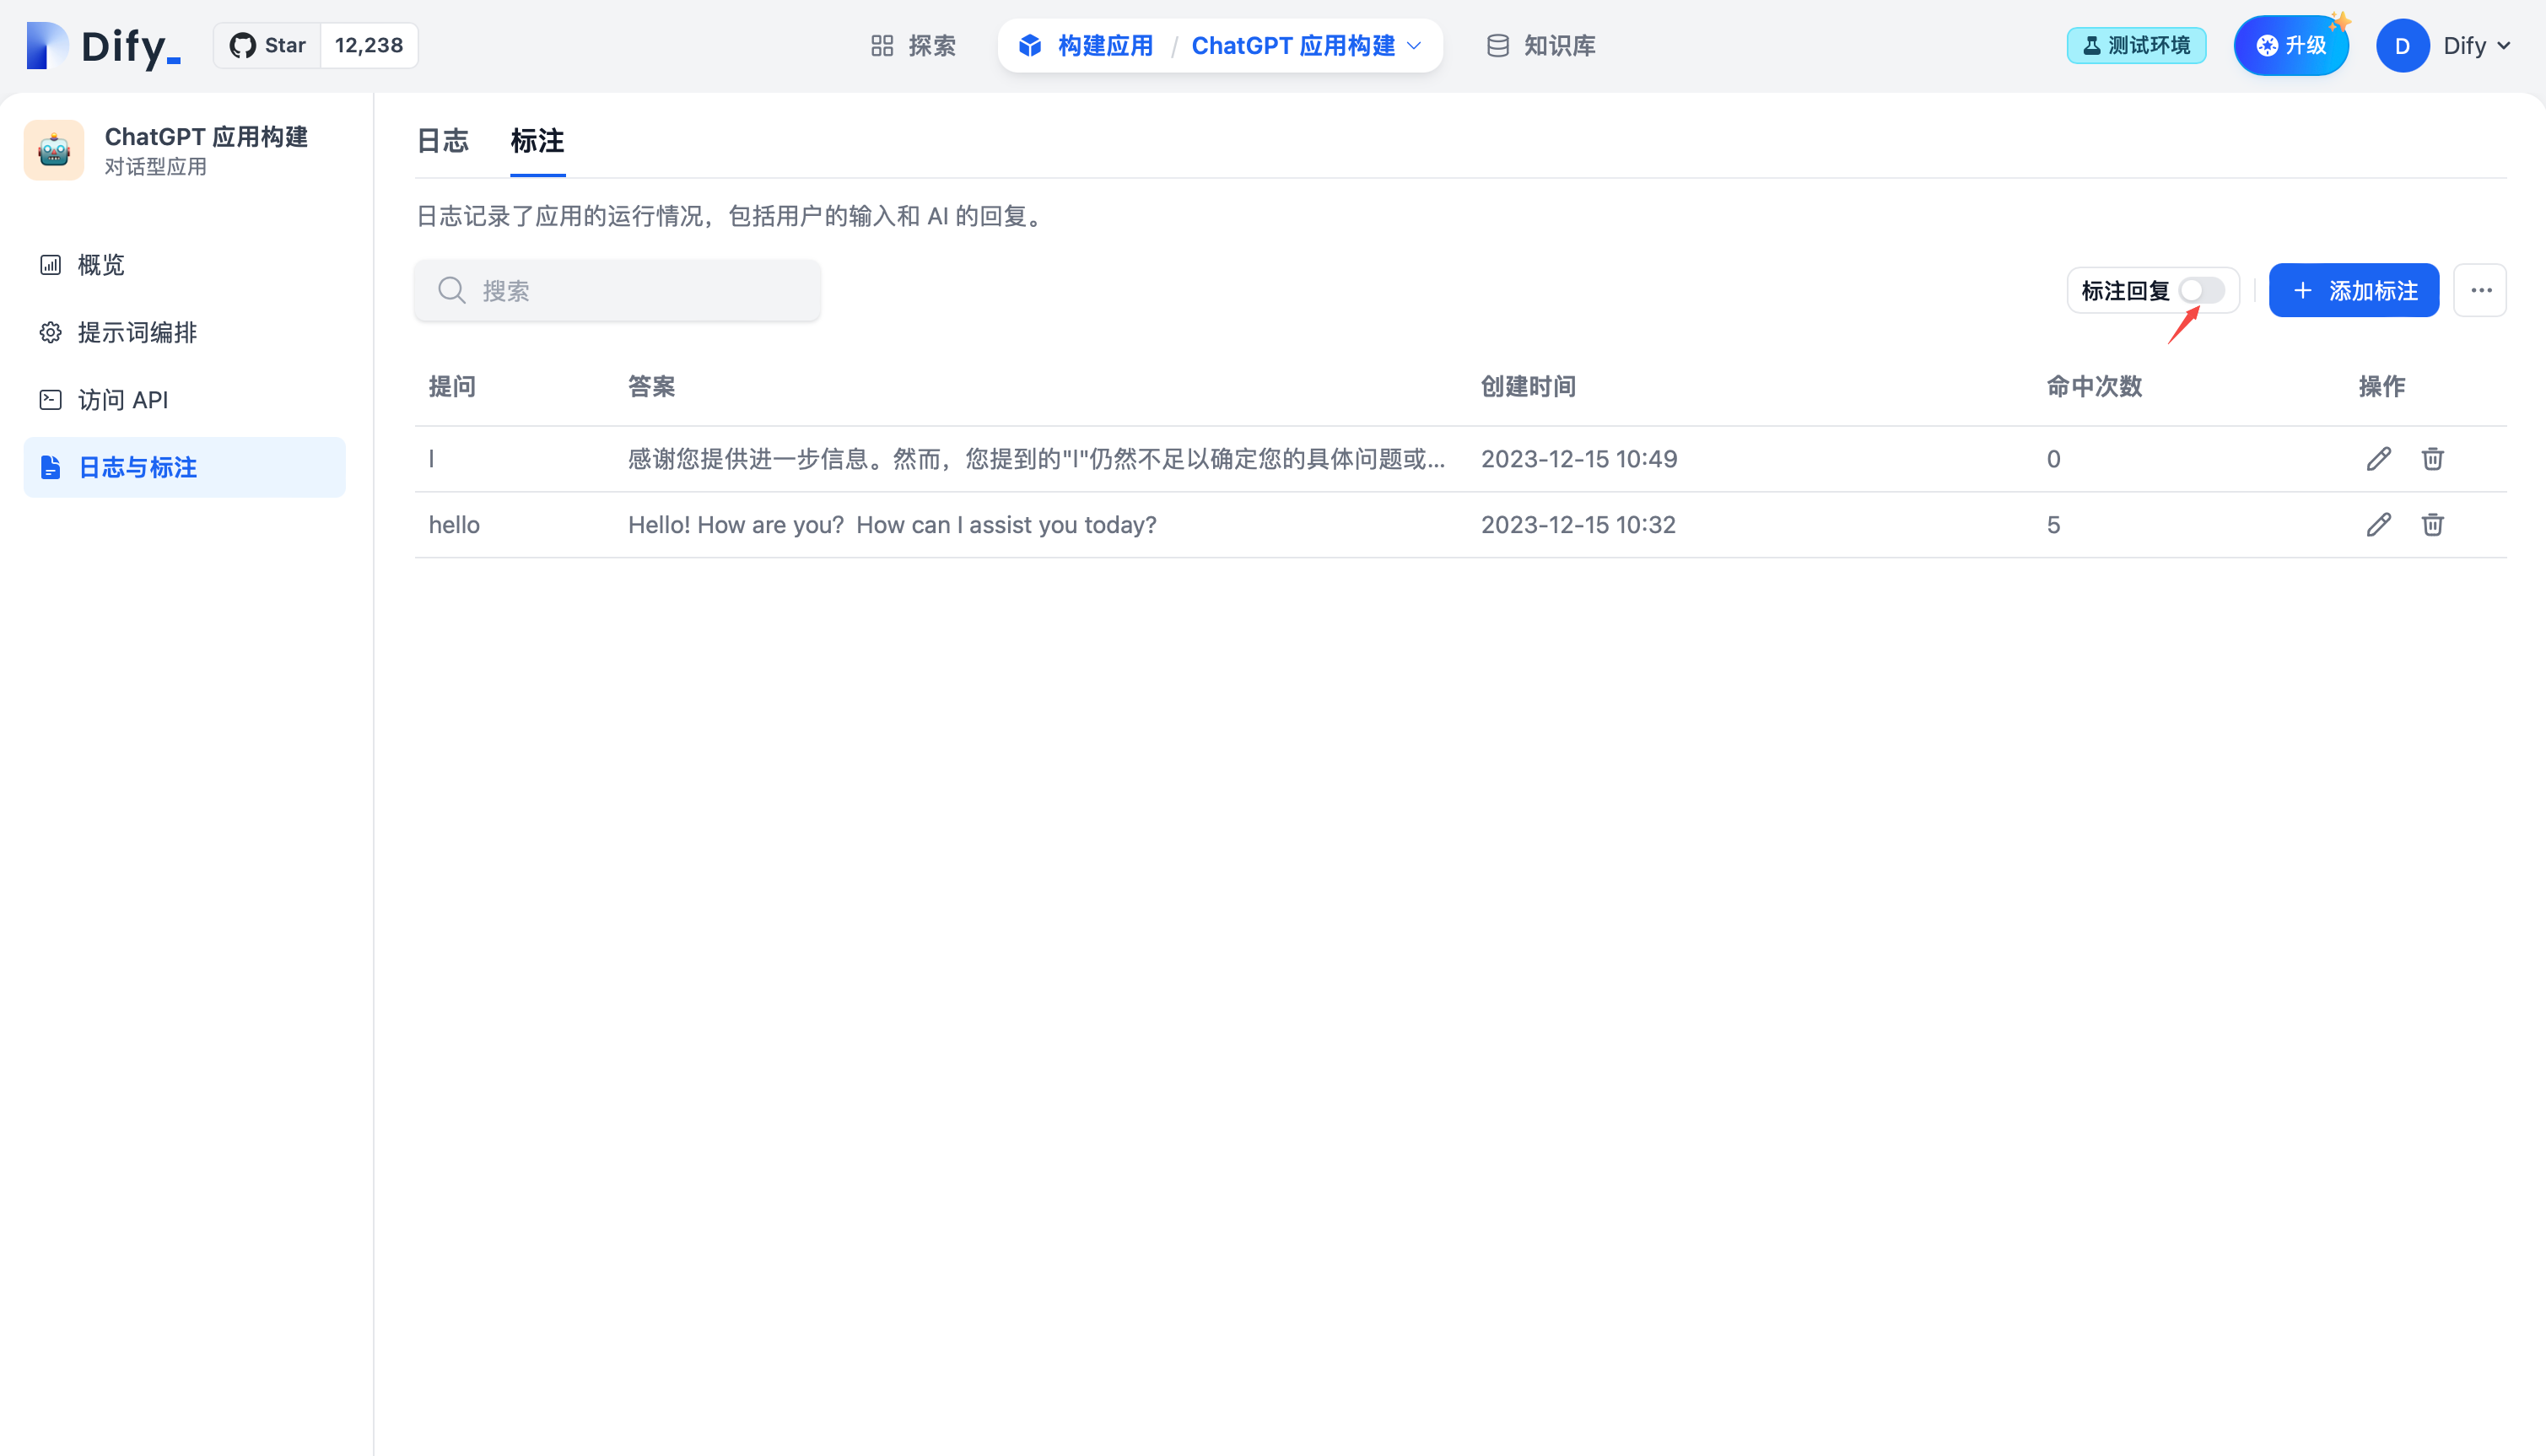 Dify_ Star 12,238 探索 构建应用 / ChatGPT 应用构建 知识库 测试环境 升级 D Dify
ChatGPT 应用构建
对话型应用
概览
提示词编排
访问 API
日志与标注
日志 标注
日志记录了应用的运行情况，包括用户的输入和 AI 的回复。
搜索 标注回复 + 添加标注 ...
提问 答案 创建时间 命中次数 操作
l 感谢您提供进一步信息。然而，您提到的"l"仍然不足以确定您的具体问题或... 2023-12-15 10:49 0
hello Hello! How are you? How can I assist you today? 2023-12-15 10:32 5